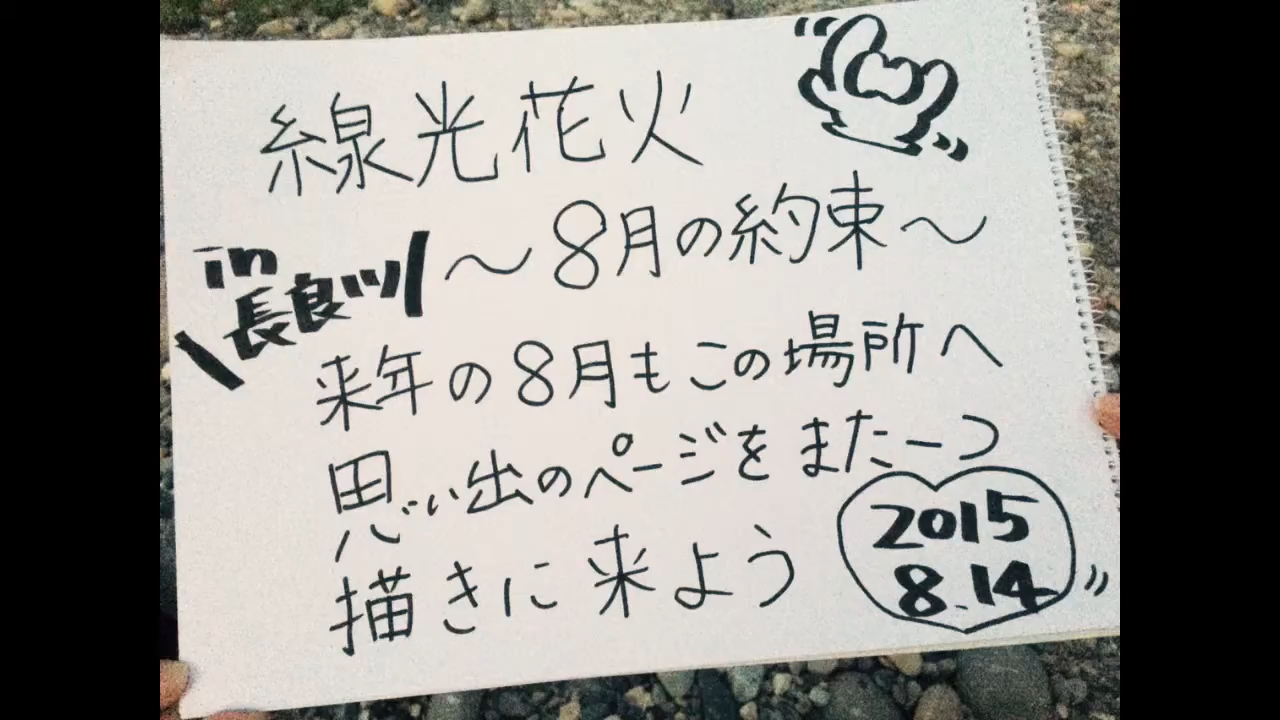 線光花火
～8月の約束～
in
長良川
来年の8月もこの場所へ
思い出のページをまた一つ
描きに来よう
2015
8.14